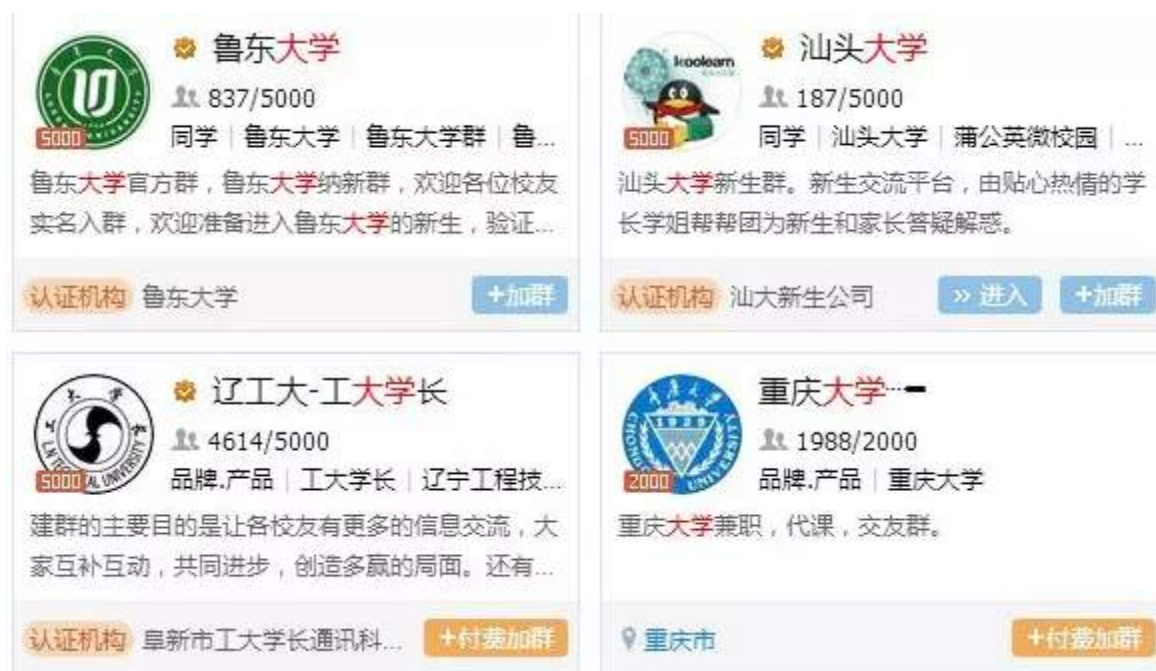 鲁东大学
837/5000
5000
同学 | 鲁东大学 | 鲁东大学群 | 鲁...
鲁东大学官方群，鲁东大学纳新群，欢迎各位校友
实名入群，欢迎准备进入鲁东大学的新生，验证...
认证机构 鲁东大学
+加群
koolearn
汕头大学
187/5000
5000
同学 | 汕头大学 | 蒲公英微校园 | ...
汕头大学新生群。新生交流平台，由贴心热情的学
长学姐帮帮团为新生和家长答疑解惑。
认证机构 汕大新生公司
» 进入
+加群
辽工大-工大学长
4614/5000
5000
品牌.产品 | 工大学长 | 辽宁工程技...
建群的主要目的是让各校友有更多的信息交流，大
家互补互动，共同进步，创造多赢的局面。还有...
认证机构 阜新市工大学长通讯科...
+付费加群
重庆大学
1929
1988/2000
2000
品牌.产品 | 重庆大学
重庆大学兼职，代课，交友群。
重庆市
+付费加群